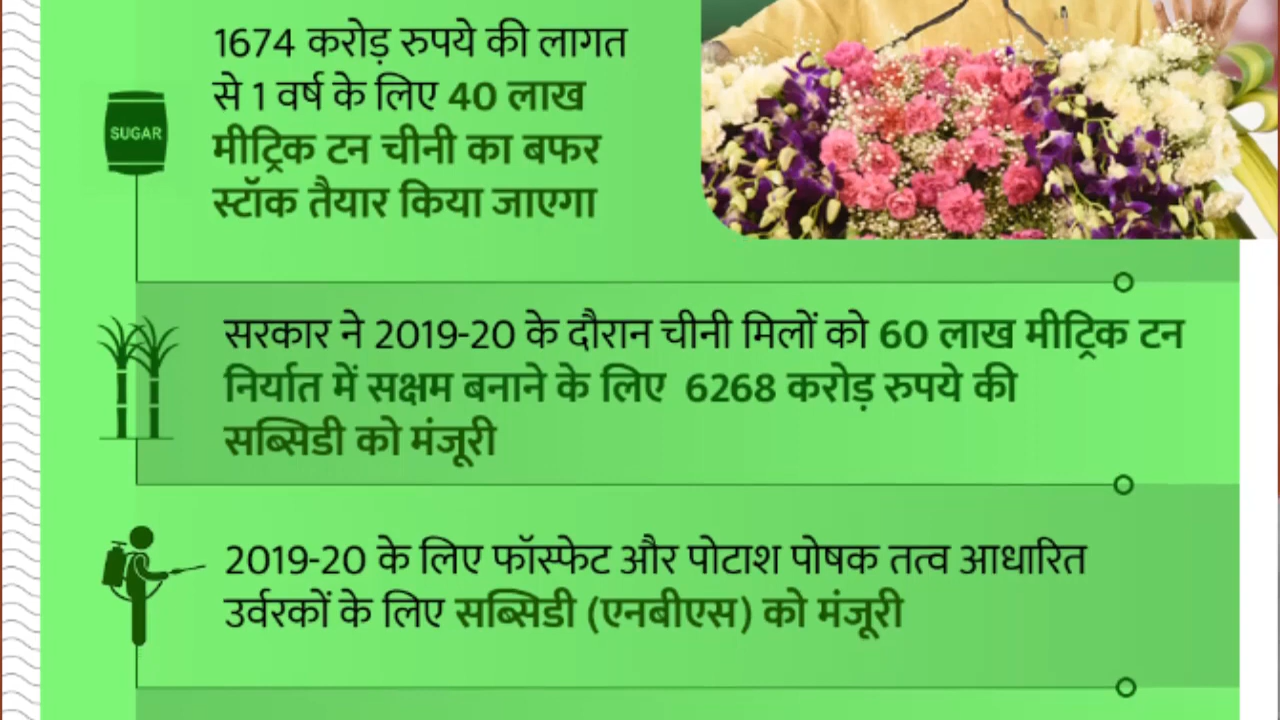 1674 करोड़ रुपये की लागत
से 1 वर्ष के लिए 40 लाख
मीट्रिक टन चीनी का बफर
स्टॉक तैयार किया जाएगा
SUGAR
सरकार ने 2019-20 के दौरान चीनी मिलों को 60 लाख मीट्रिक टन
निर्यात में सक्षम बनाने के लिए 6268 करोड़ रुपये की
सब्सिडी को मंजूरी
2019-20 के लिए फॉस्फेट और पोटाश पोषक तत्व आधारित
उर्वरकों के लिए सब्सिडी (एनबीएस) को मंजूरी